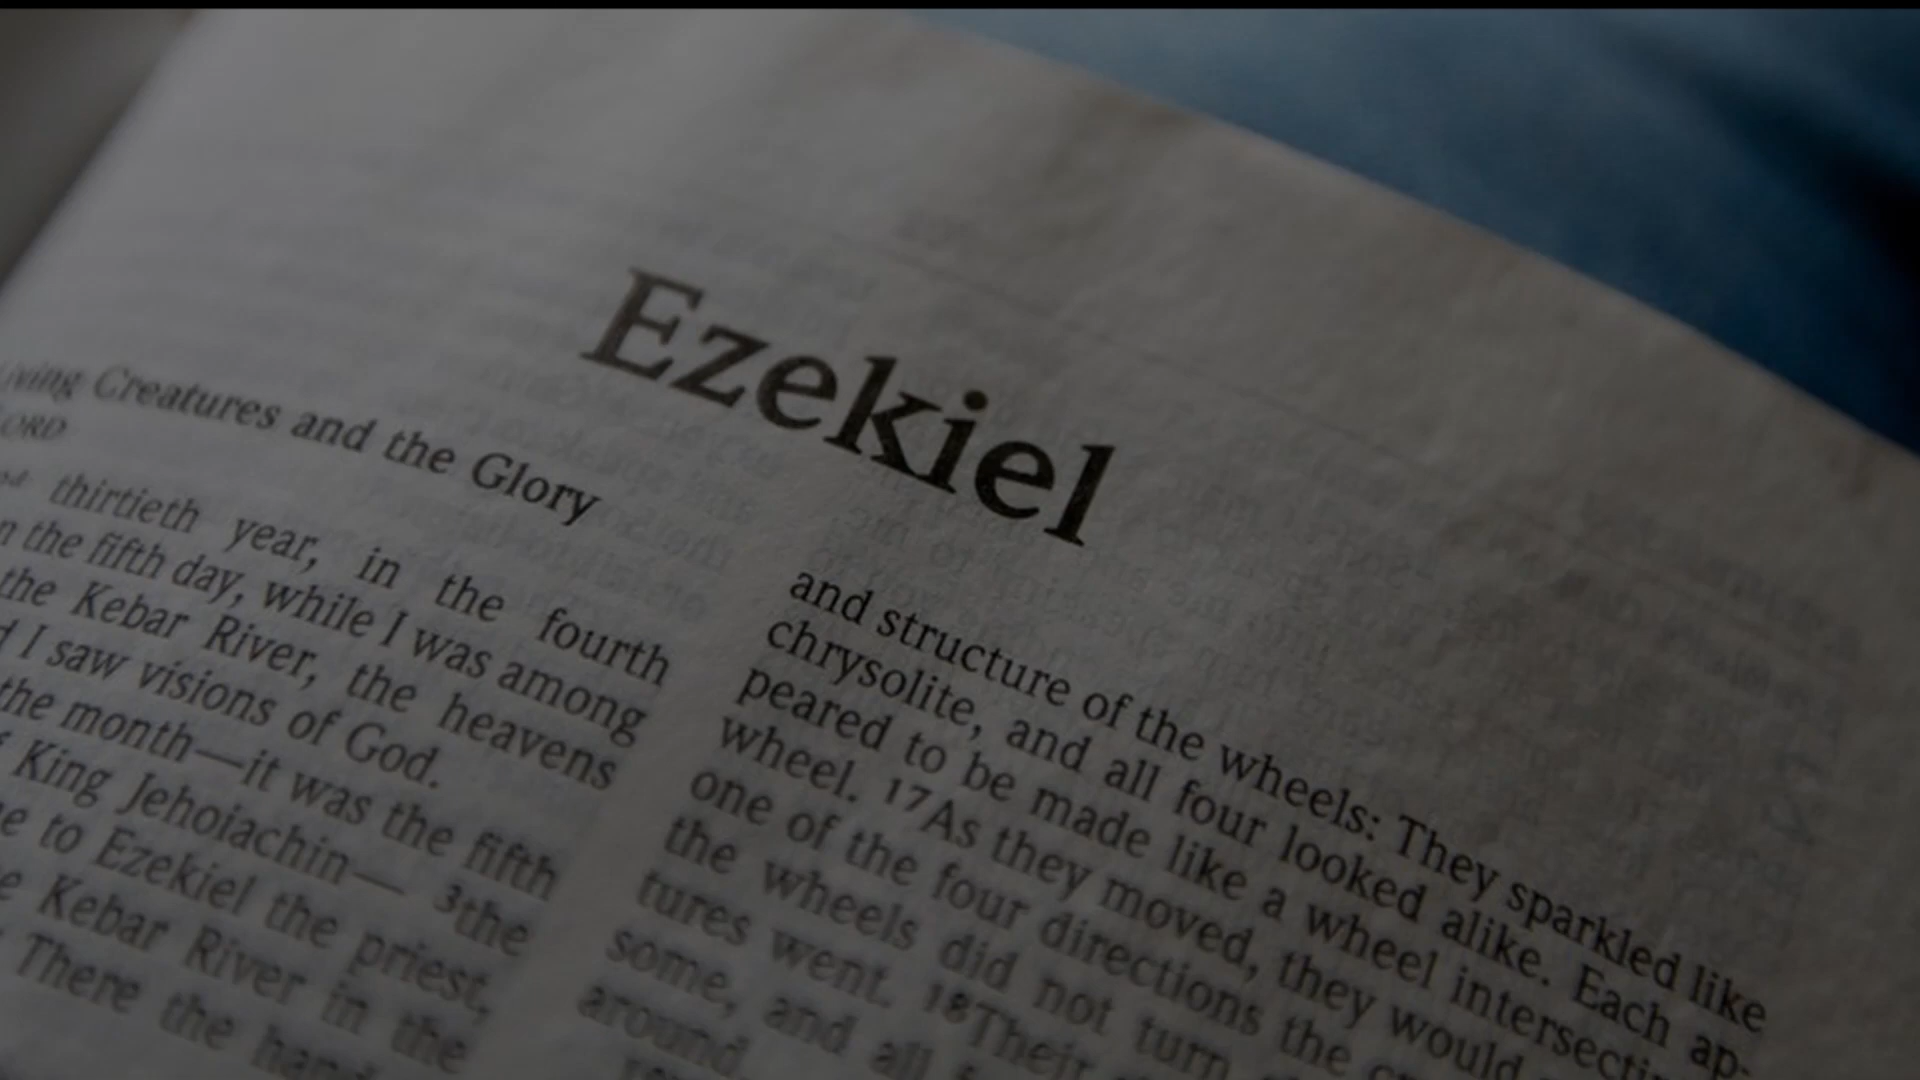 Ezekiel
Creatures and the Glory
thirtieth year, in the fourth
the fifth day, while I was among
the Kebar River, the heavens
I saw visions of God.
the month—it was the fifth
King Jehoiachin— 3the
to Ezekiel the priest,
Kebar River in the
There the
and structure of the wheels: They sparkled like
chrysolite, and all four looked alike. Each ap-
peared to be made like a wheel
wheel. 17As they moved, they would
one of the four directions the
the wheels did not turn
tures went. 18Their
some, and all
around